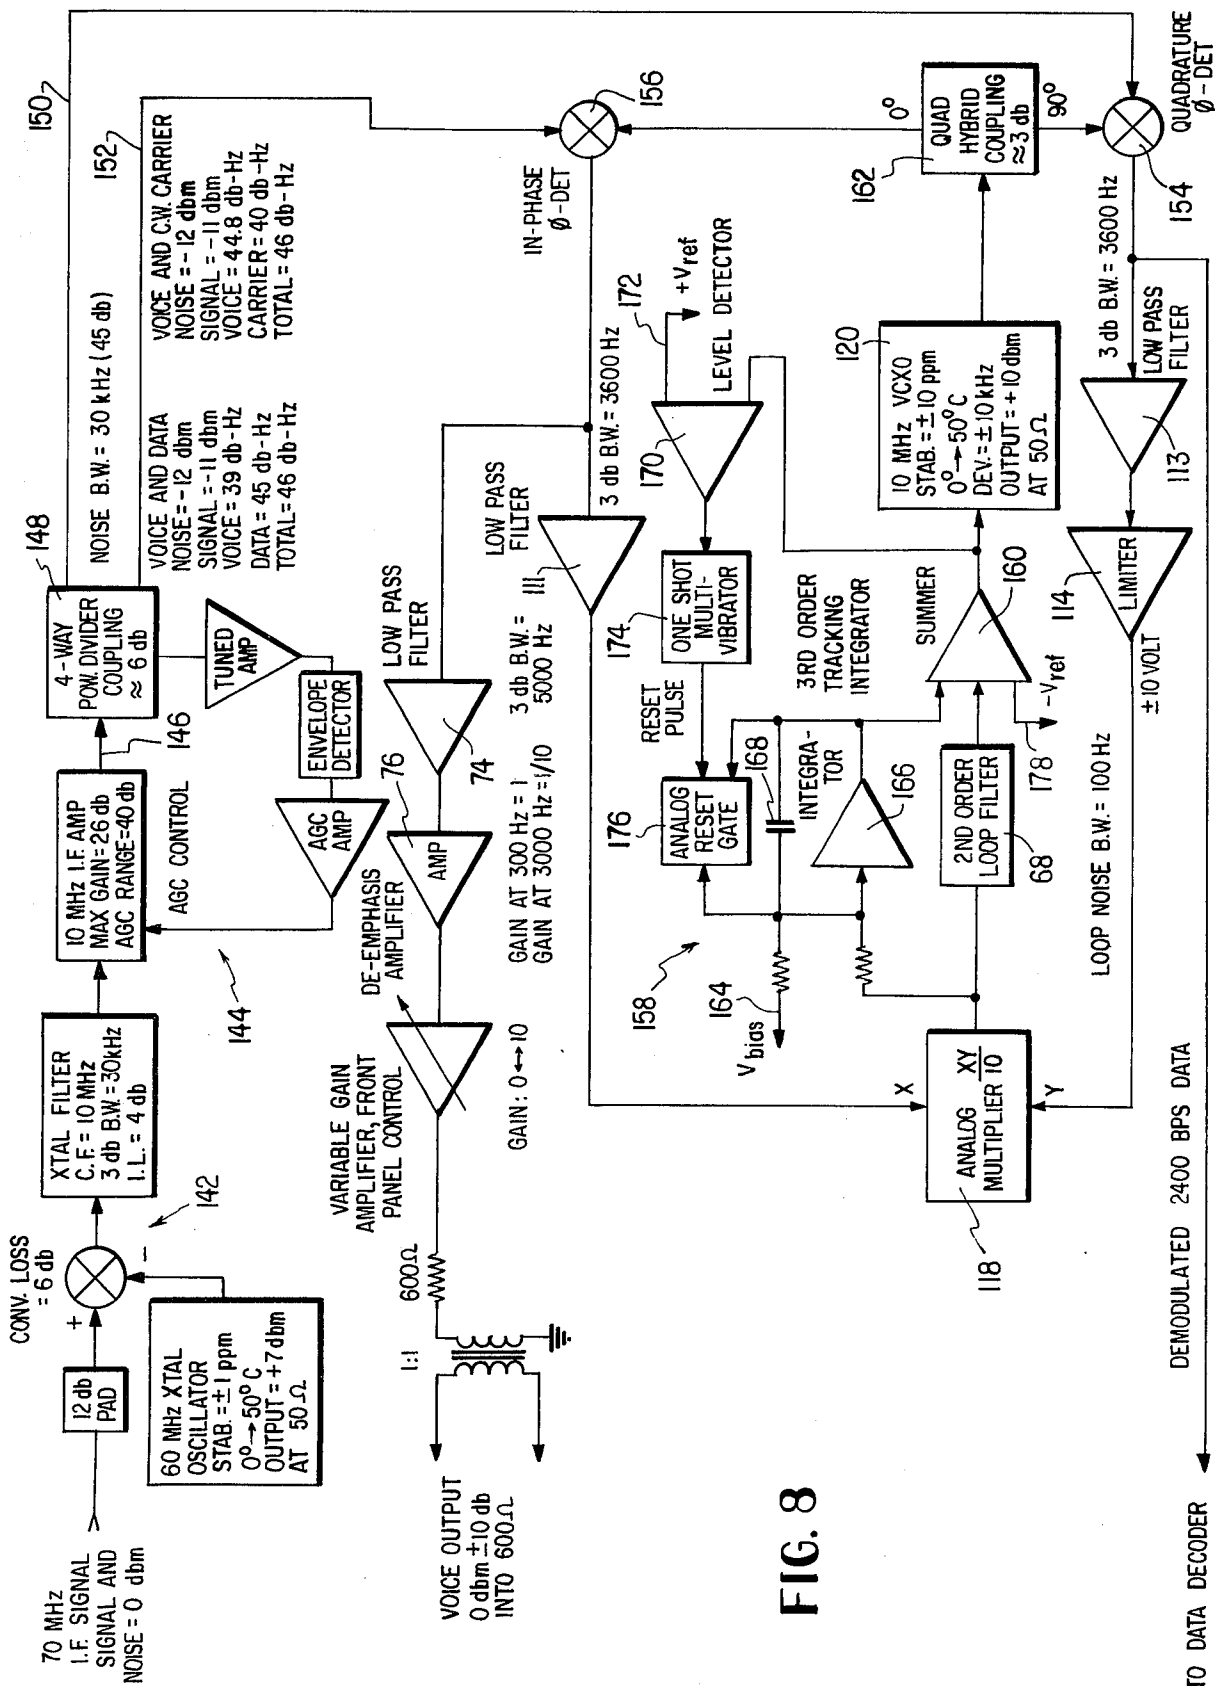 70 MHz
I.F. SIGNAL
SIGNAL AND
NOISE = 0 dbm
12 db
PAD
CONV. LOSS
= 6 db
+
−
142
60 MHz XTAL
OSCILLATOR
STAB. = ±1 ppm
0° → 50° C
OUTPUT = +7 dbm
AT 50Ω
XTAL FILTER
C.F. = 10 MHz
3 db B.W. = 30kHz
I.L. = 4 db
144
10 MHz I.F. AMP
MAX GAIN = 26 db
AGC RANGE = 40 db
AGC CONTROL
146
148
4-WAY
POW. DIVIDER
COUPLING
≈ 6 db
TUNED
AMP
ENVELOPE
DETECTOR
AGC
AMP
150
NOISE B.W. = 30 kHz (45 db)
152
VOICE AND DATA
NOISE = -12 dbm
SIGNAL = -11 dbm
VOICE = 39 db-Hz
DATA = 45 db-Hz
TOTAL = 46 db-Hz
VOICE AND C.W. CARRIER
NOISE = -12 dbm
SIGNAL = -11 dbm
VOICE = 44.8 db-Hz
CARRIER = 40 db-Hz
TOTAL = 46 db-Hz
VOICE OUTPUT
0 dbm ±10 db
INTO 600Ω
1:1
600Ω
VARIABLE GAIN
AMPLIFIER, FRONT
PANEL CONTROL
GAIN: 0 ↔ 10
DE-EMPHASIS
AMPLIFIER
76
AMP
GAIN AT 300 Hz = 1
GAIN AT 3000 Hz = 1/10
LOW PASS
FILTER
74
3 db B.W. =
5000 Hz
LOW PASS
FILTER
111
3 db B.W. = 3600 Hz
IN-PHASE
Ø-DET
156
158
164
Vbias
176
ANALOG
RESET
GATE
RESET
PULSE
174
ONE SHOT
MULTI-
VIBRATOR
170
172
+Vref
LEVEL DETECTOR
168
INTEGRA-
TOR
166
3RD ORDER
TRACKING
INTEGRATOR
SUMMER
160
178
-Vref
2ND ORDER
LOOP FILTER
68
120
10 MHz VCXO
STAB. = ±10 ppm
0° → 50° C
DEV. = ±10 kHz
OUTPUT = +10 dbm
AT 50Ω
162
QUAD
HYBRID
COUPLING
≈ 3 db
0°
90°
X
ANALOG
MULTIPLIER
XY
10
Y
118
LOOP NOISE B.W. = 100 Hz
±10 VOLT
114
LIMITER
113
LOW PASS
FILTER
3 db B.W. = 3600 Hz
154
QUADRATURE
Ø-DET
FIG. 8
TO DATA DECODER
DEMODULATED 2400 BPS DATA